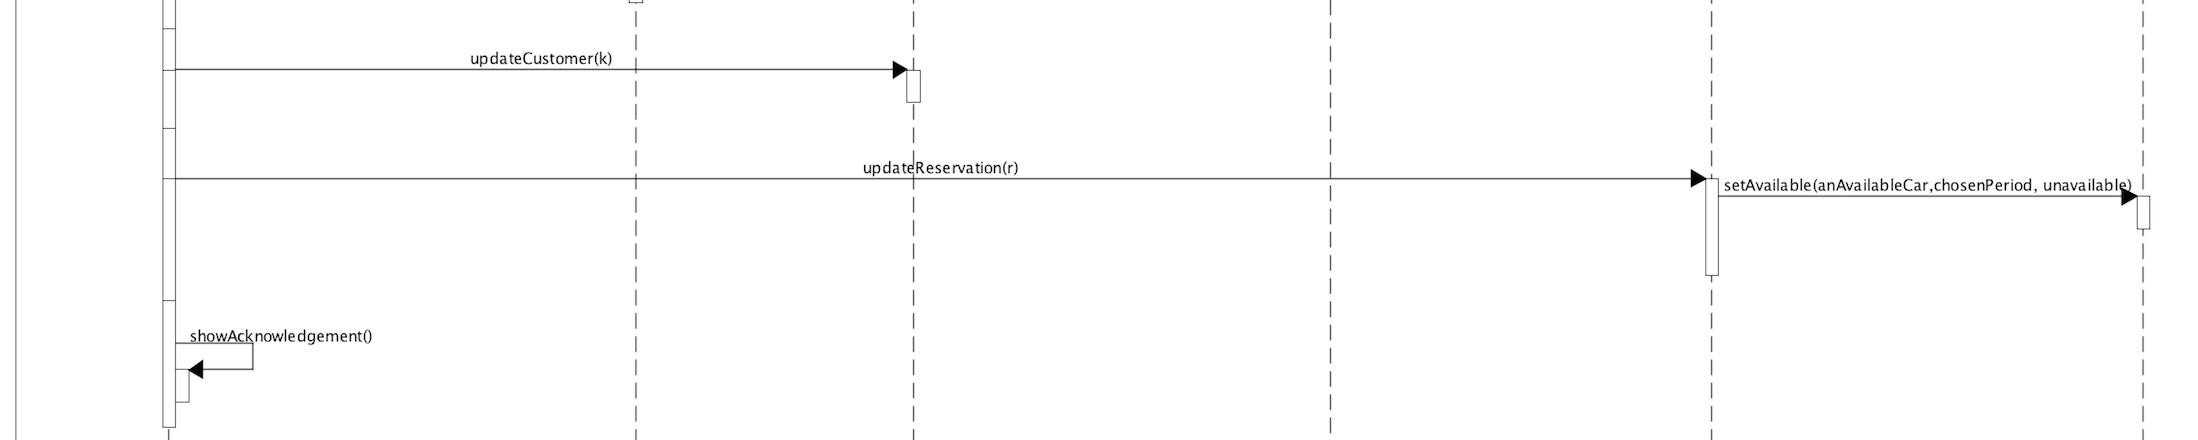 updateCustomer(k)
updateReservation(r)
setAvailable(anAvailableCar,chosenPeriod, unavailable)
showAcknowledgement()